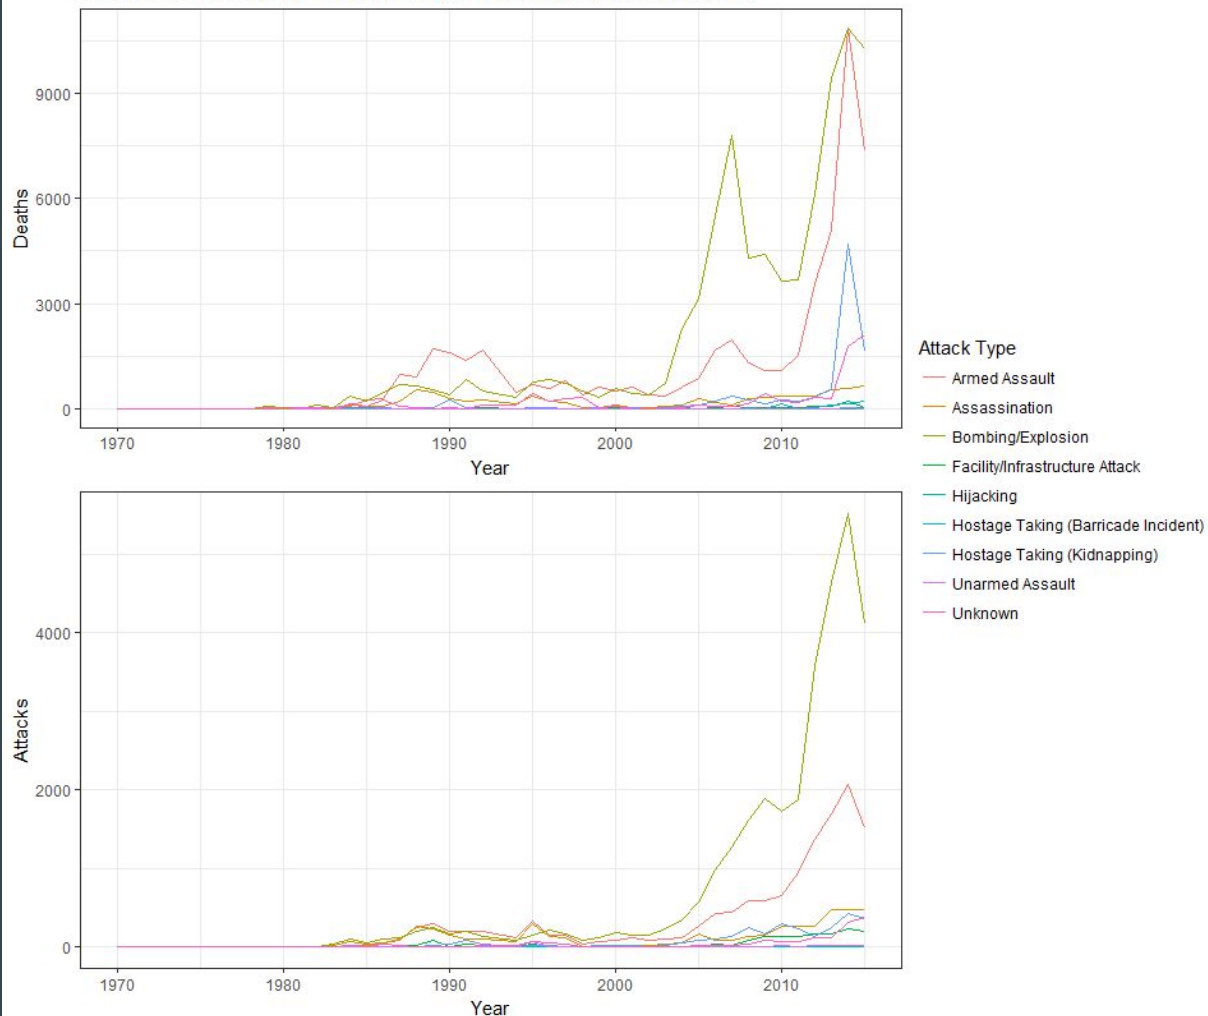 9000
6000
3000
0
Deaths
1970 1980 1990 2000 2010
Year
Attack Type
Armed Assault
Assassination
Bombing/Explosion
Facility/Infrastructure Attack
Hijacking
Hostage Taking (Barricade Incident)
Hostage Taking (Kidnapping)
Unarmed Assault
Unknown
4000
2000
0
Attacks
1970 1980 1990 2000 2010
Year